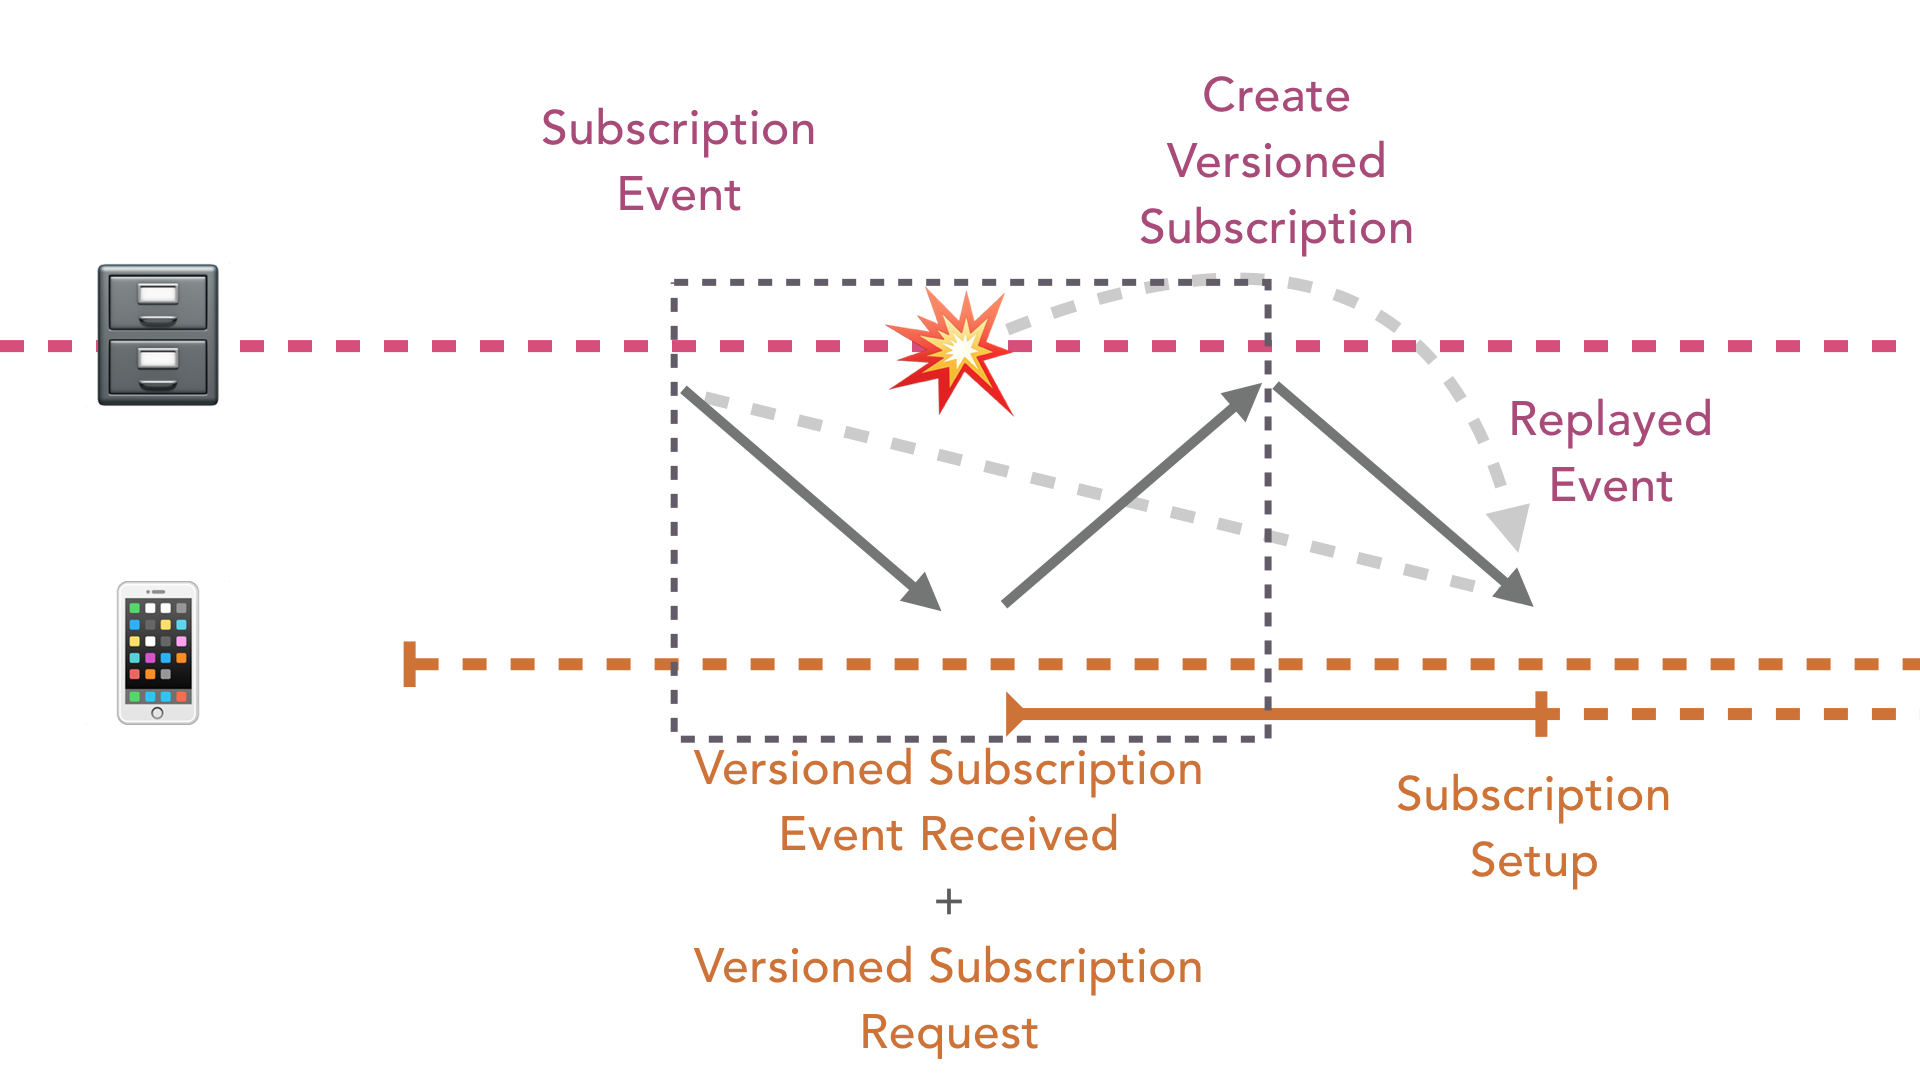 Subscription
Event
Create
Versioned
Subscription
Replayed
Event
Versioned Subscription
Event Received
+
Versioned Subscription
Request
Subscription
Setup